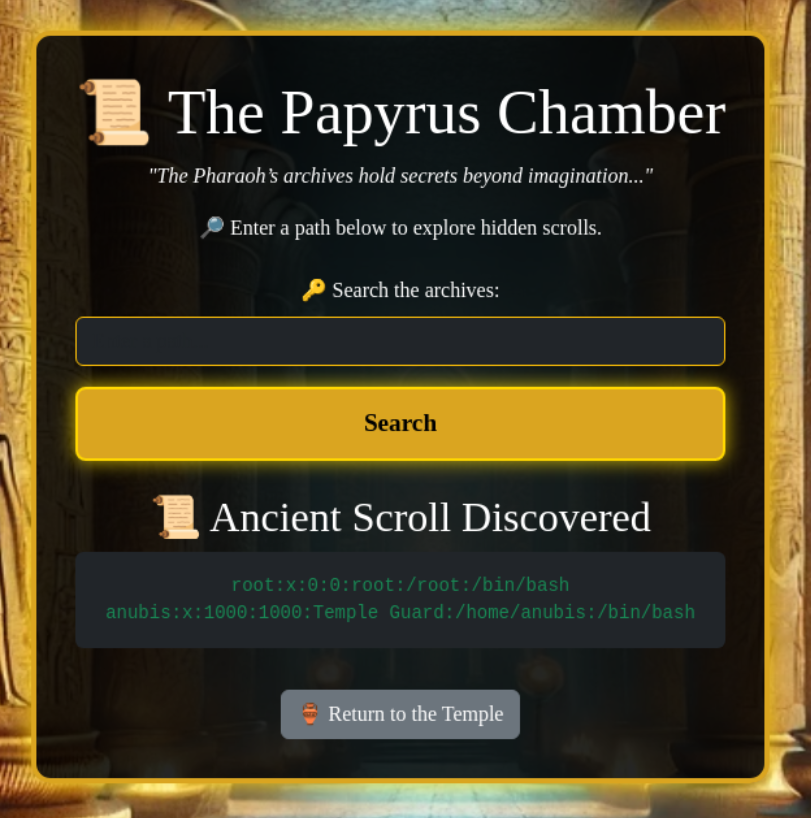 📜 The Papyrus Chamber
"The Pharaoh’s archives hold secrets beyond imagination..."
🔎 Enter a path below to explore hidden scrolls.
🔑 Search the archives:
Search
📜 Ancient Scroll Discovered
root:x:0:0:root:/root:/bin/bash
anubis:x:1000:1000:Temple Guard:/home/anubis:/bin/bash
🏺 Return to the Temple